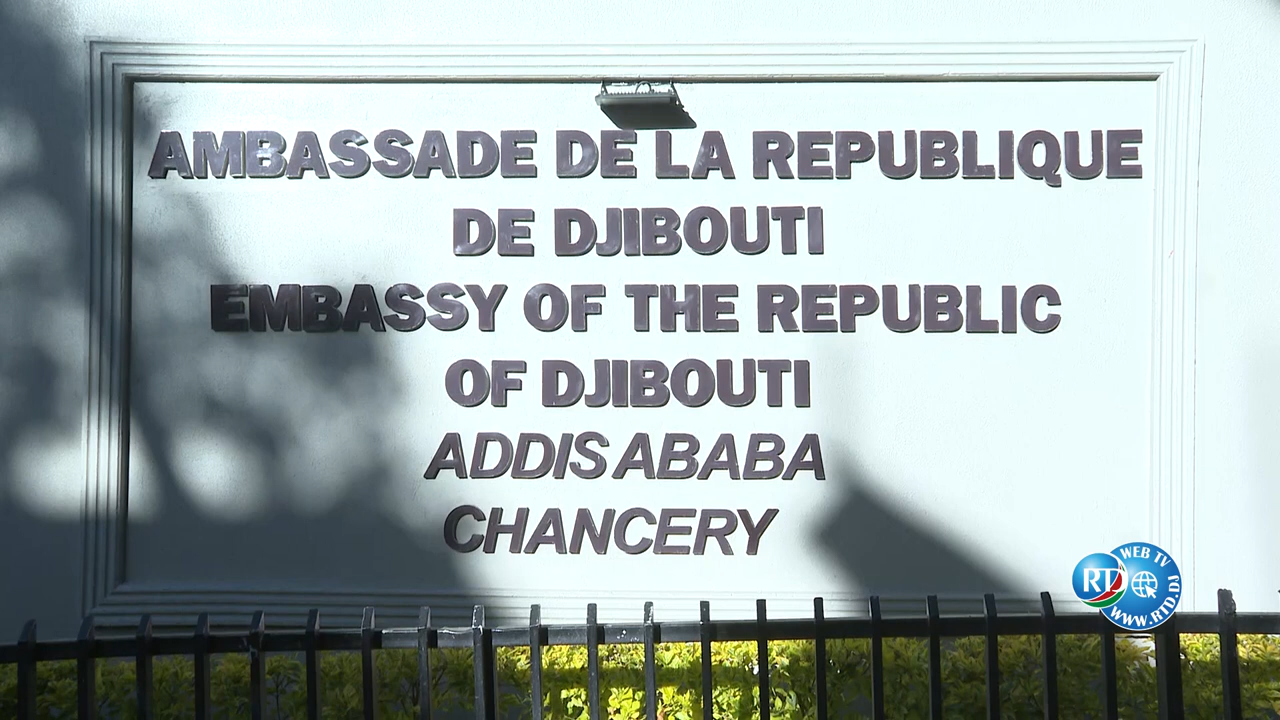 AMBASSADE DE LA REPUBLIQUE
DE DJIBOUTI
EMBASSY OF THE REPUBLIC
OF DJIBOUTI
ADDIS ABABA
CHANCERY
RTD
WEB TV
WWW.RTD.DJ